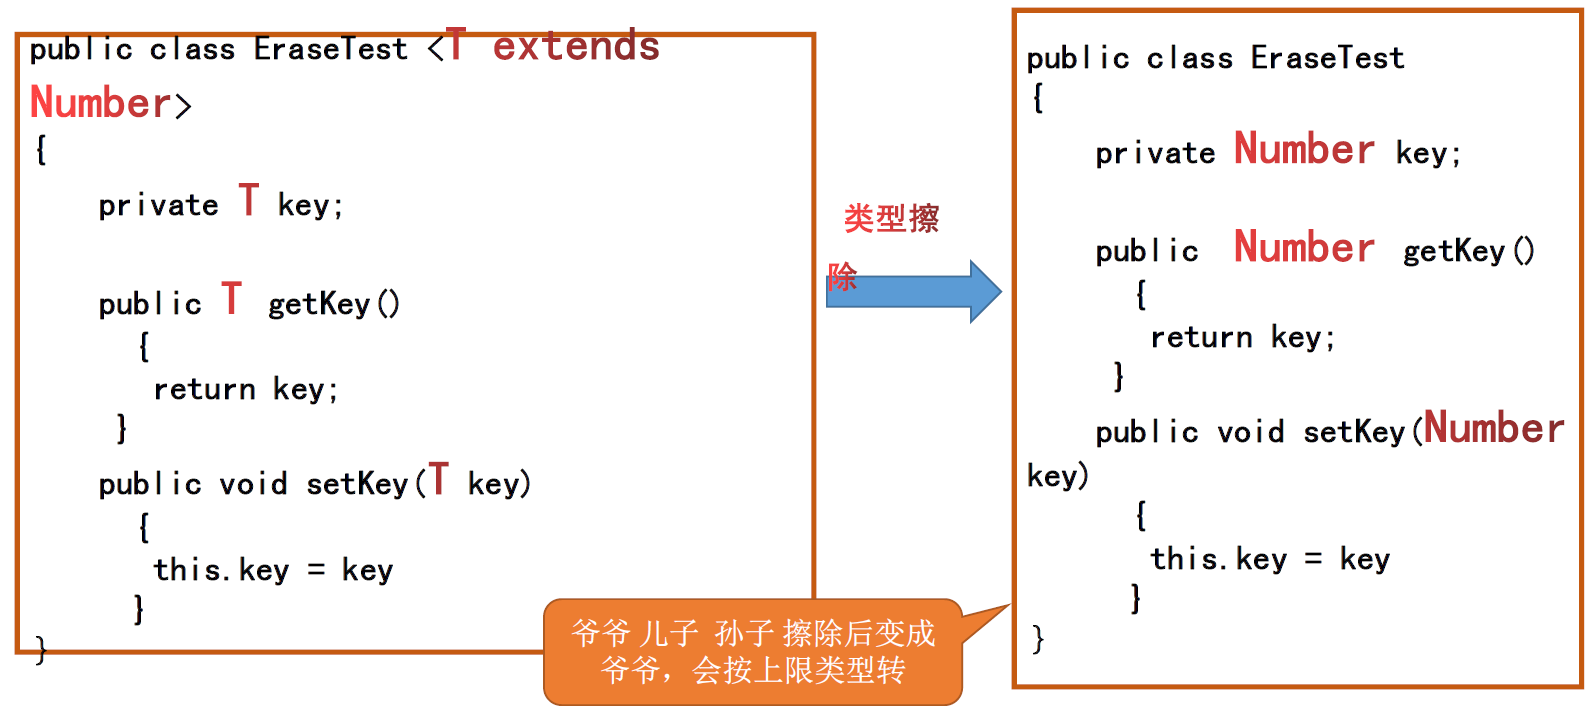 public class EraseTest <T extends
Number>
{
private T key;
public T getKey()
{
return key;
}
public void setKey(T key)
{
this.key = key
}
}
类型擦
除
public class EraseTest
{
private Number key;
public Number getKey()
{
return key;
}
public void setKey(Number
key)
{
this.key = key
}
}
爷爷 儿子 孙子 擦除后变成
爷爷，会按上限类型转